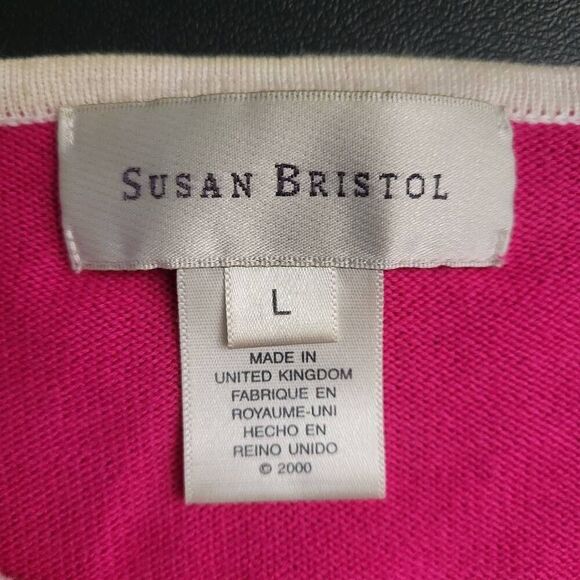 SUSAN BRISTOL
L
MADE IN
UNITED KINGDOM
FABRIQUE EN
ROYAUME-UNI
HECHO EN
REINO UNIDO
© 2000